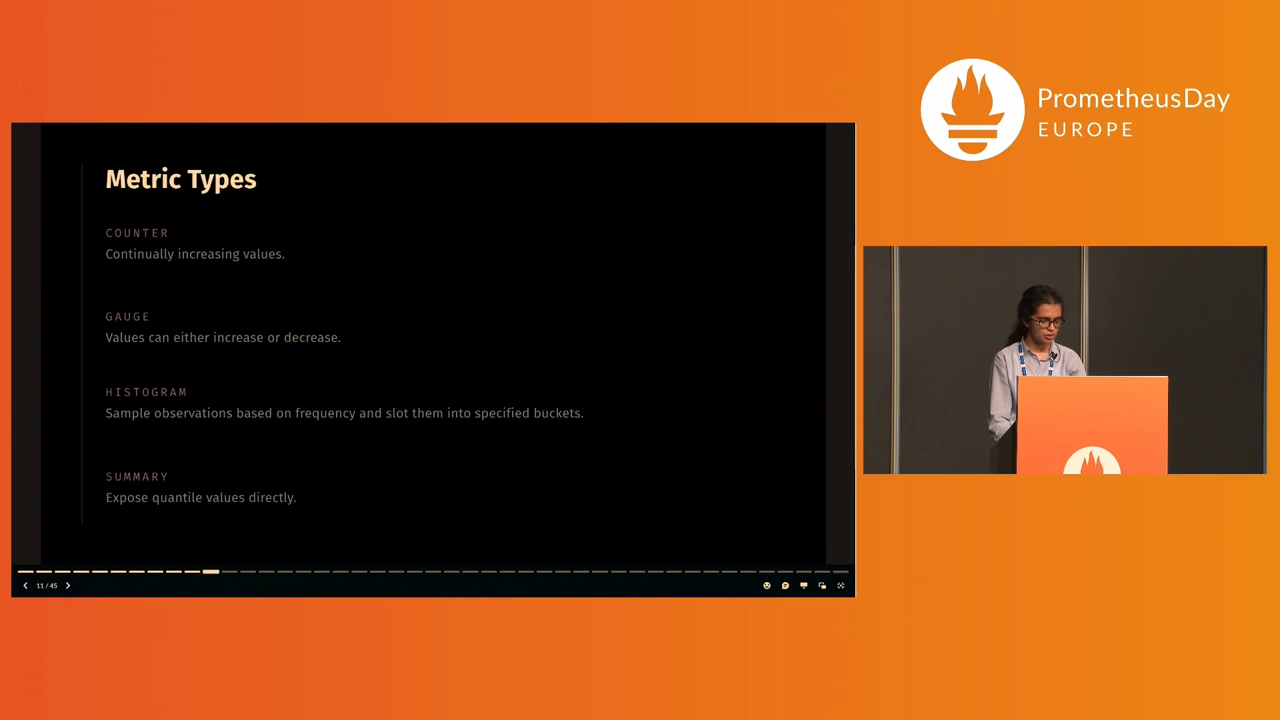 PrometheusDay
EUROPE
Metric Types
COUNTER
Continually increasing values.
GAUGE
Values can either increase or decrease.
HISTOGRAM
Sample observations based on frequency and slot them into specified buckets.
SUMMARY
Expose quantile values directly.
11 / 45